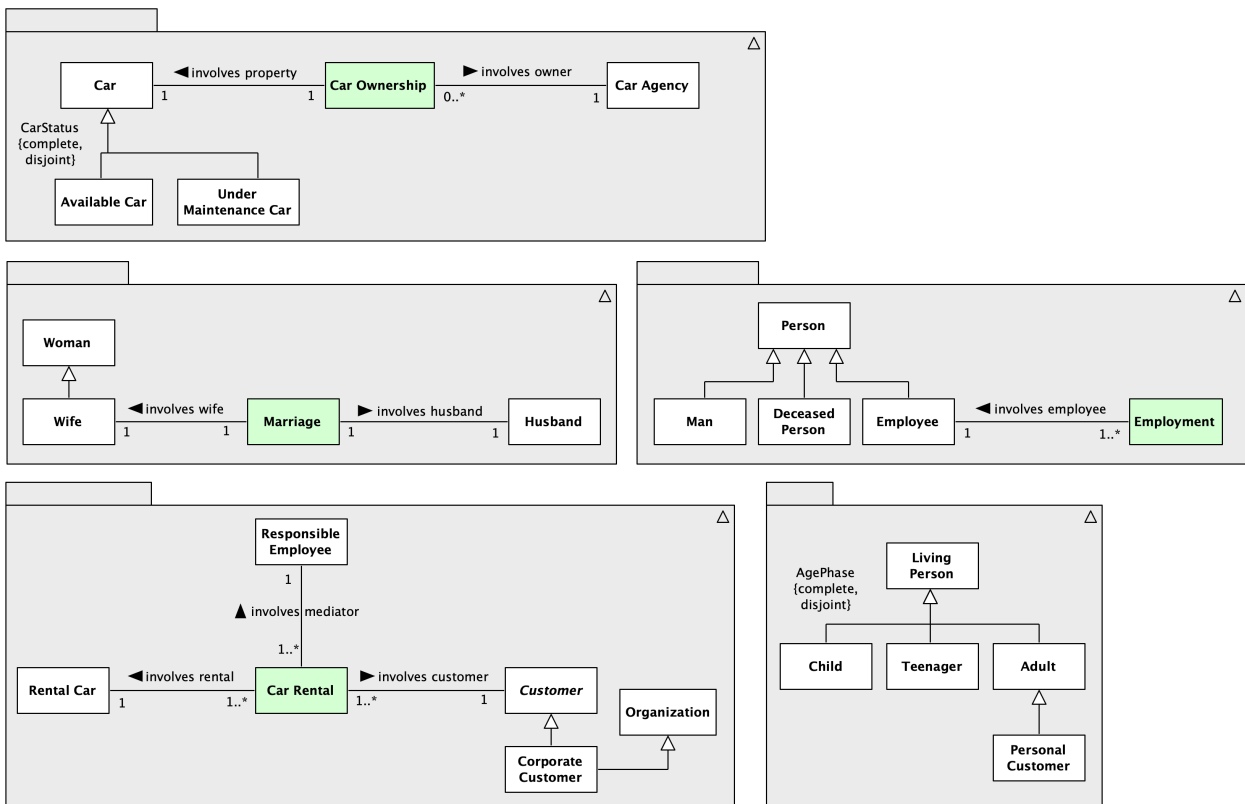 Car
involves property
Car Ownership
involves owner
Car Agency
1
1
0..*
1
CarStatus
{complete,
disjoint}
Available Car
Under
Maintenance Car
Woman
Wife
involves wife
Marriage
involves husband
Husband
1
1
1
1
Person
Man
Deceased
Person
Employee
involves employee
Employment
1
1..*
Responsible
Employee
1
involves mediator
1..*
Rental Car
involves rental
Car Rental
involves customer
Customer
1
1..*
1..*
1
Organization
Corporate
Customer
Living
Person
AgePhase
{complete,
disjoint}
Child
Teenager
Adult
Personal
Customer